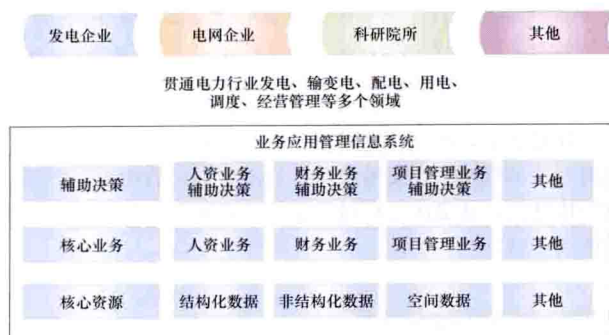 发电企业 电网企业 科研院所 其他
贯通电力行业发电、输变电、配电、用电、
调度、经营管理等多个领域
业务应用管理信息系统
辅助决策 人资业务辅助决策 财务业务辅助决策 项目管理业务辅助决策 其他
核心业务 人资业务 财务业务 项目管理业务 其他
核心资源 结构化数据 非结构化数据 空间数据 其他